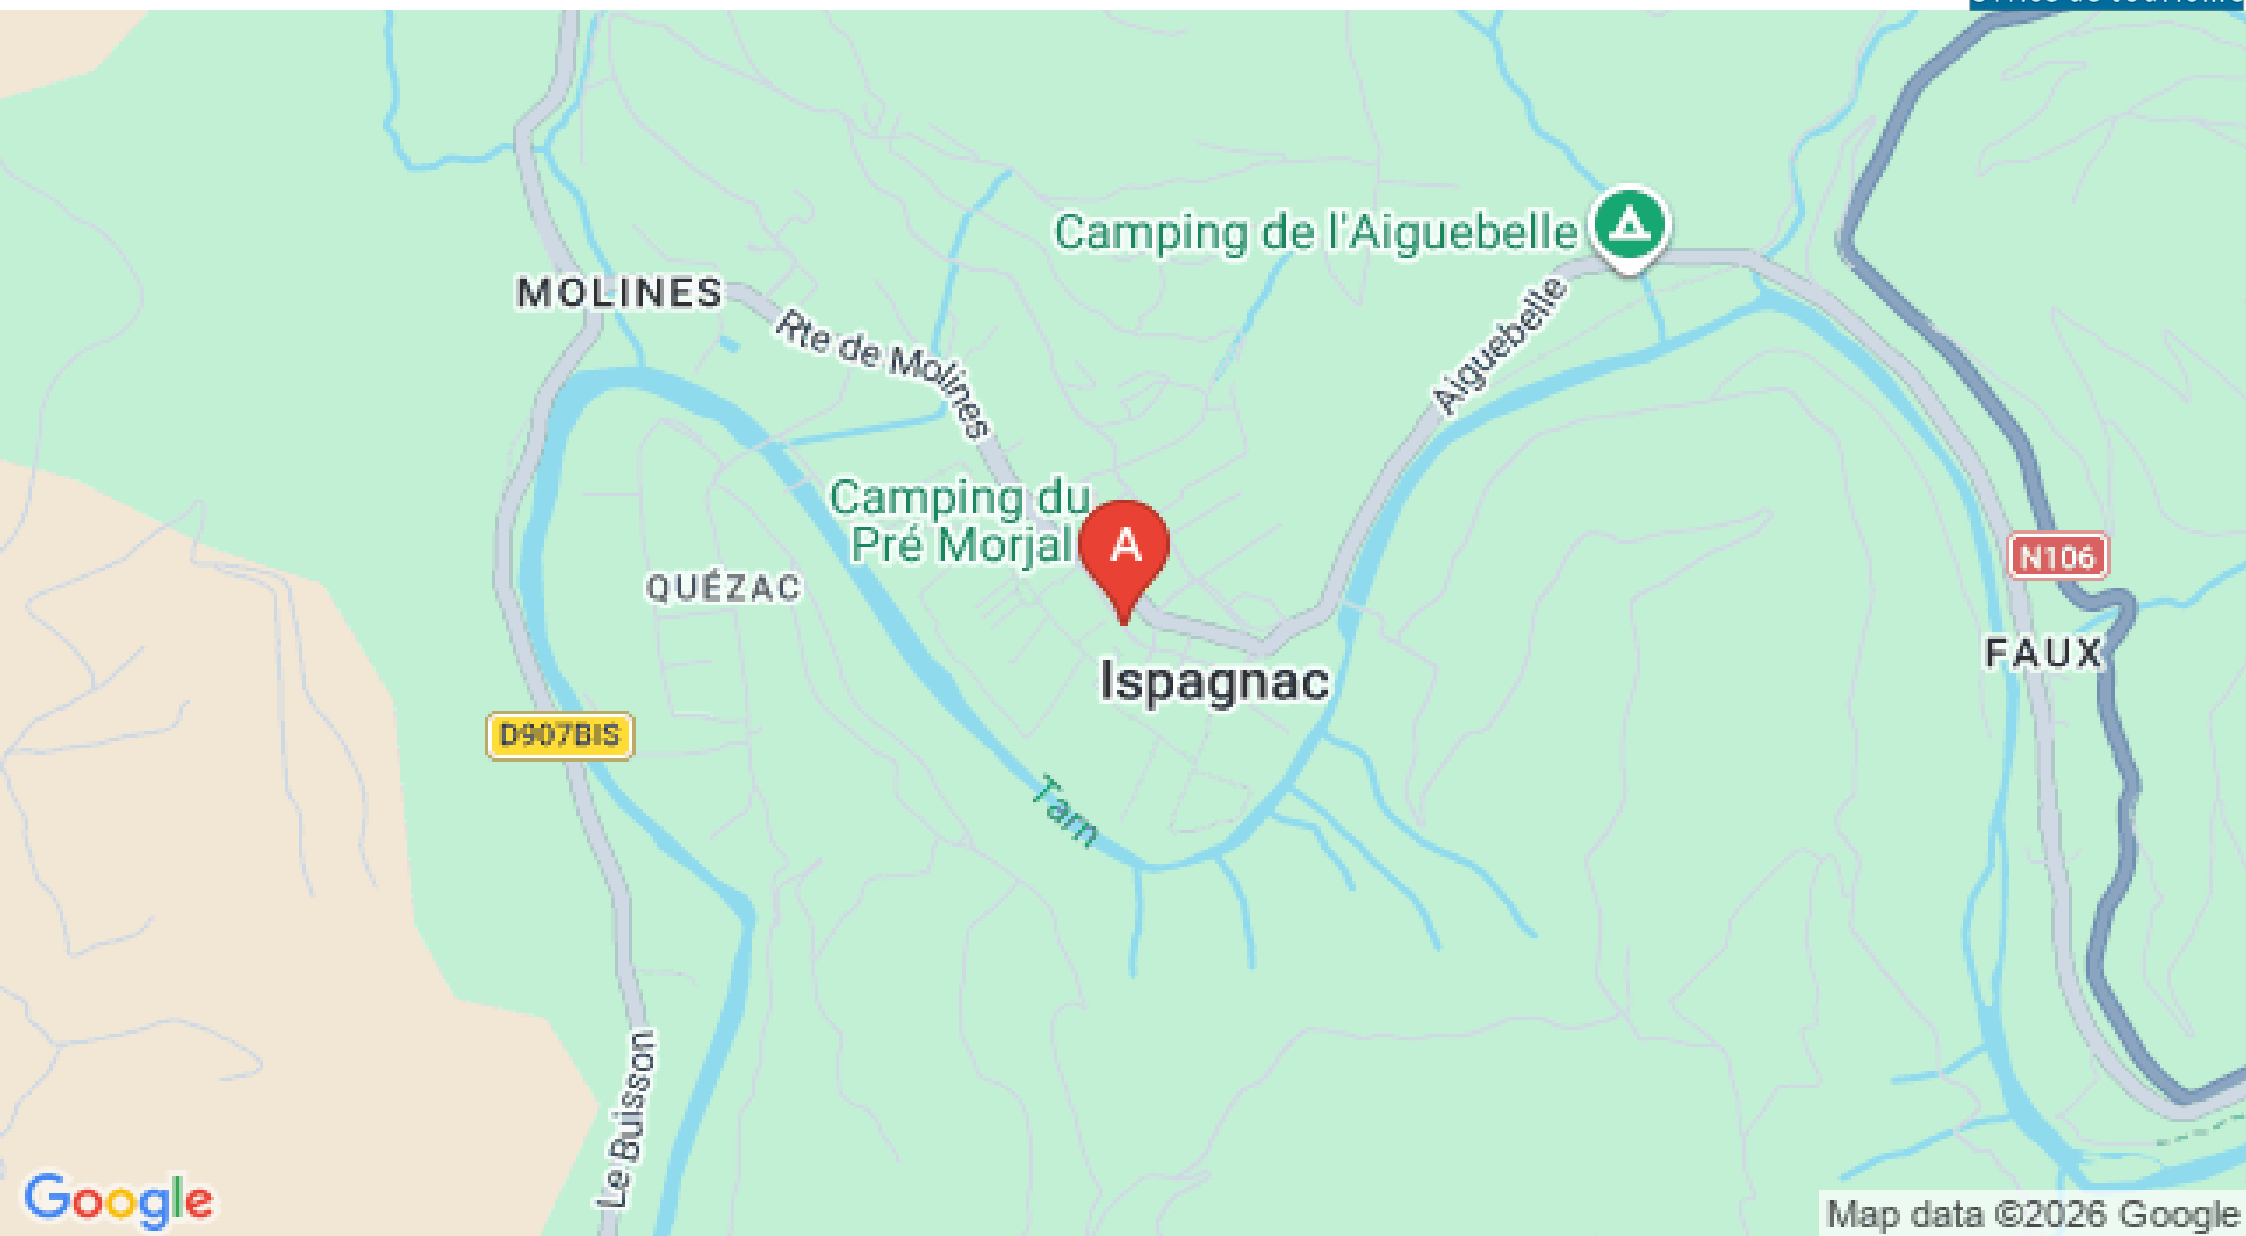 Camping de l'Aiguebelle
MOLINES
Rte de Molines
Aiguebelle
Camping du
Pré Morjal
A
QUÉZAC
N106
FAUX
Ispagnac
D907BIS
Tarn
Le Buisson
Google
Map data ©2026 Google